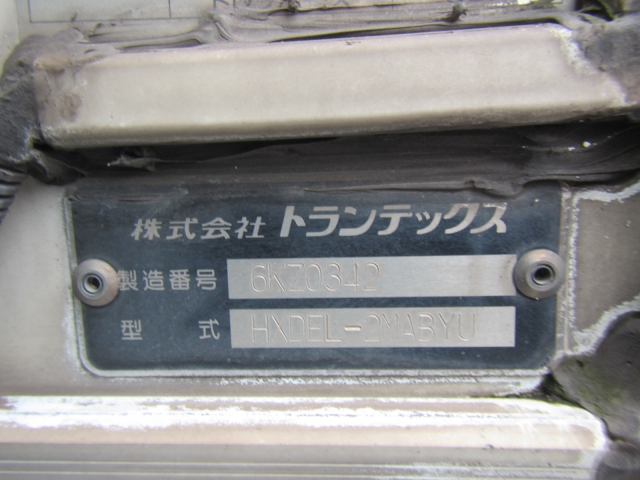 株式会社 トランテックス
製造番号 6KZ0342
型式 HXDEL-2YABYU